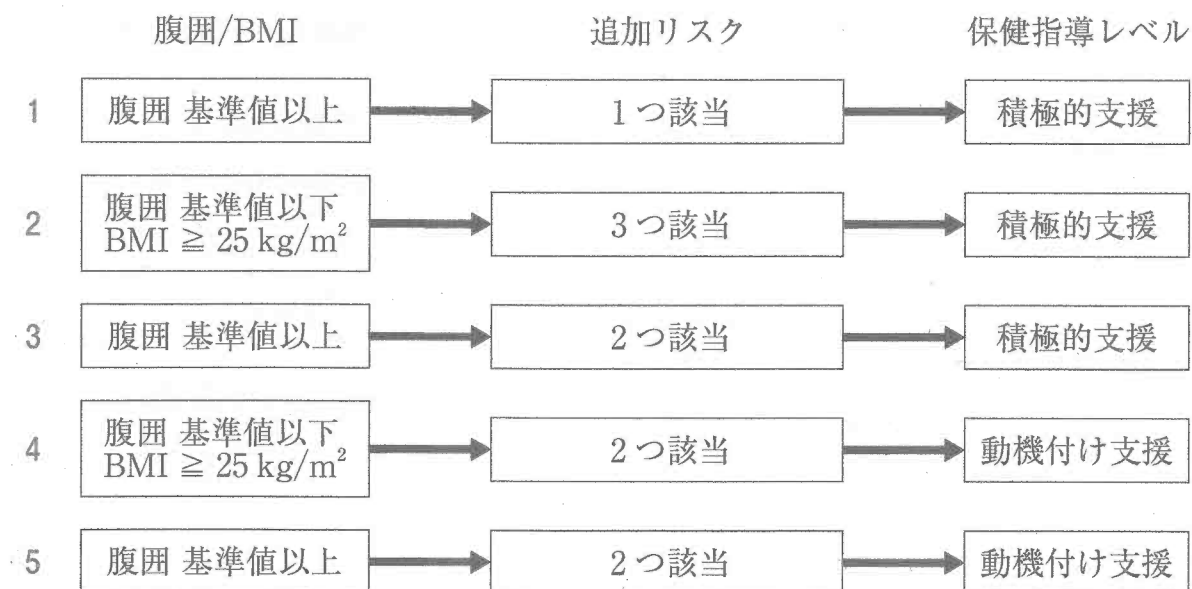 腹囲/BMI 追加リスク 保健指導レベル
1 腹囲 基準値以上 1つ該当 積極的支援
2 腹囲 基準値以下
BMI ≧ 25 kg/m² 3つ該当 積極的支援
3 腹囲 基準値以上 2つ該当 積極的支援
4 腹囲 基準値以下
BMI ≧ 25 kg/m² 2つ該当 動機付け支援
5 腹囲 基準値以上 2つ該当 動機付け支援